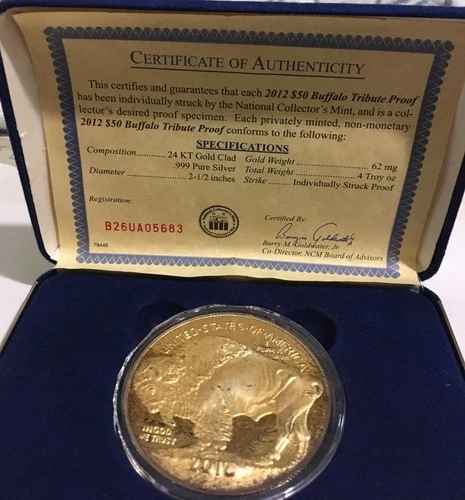 CERTIFICATE OF AUTHENTICITY
This certifies and guarantees that each 2012 $50 Buffalo Tribute Proof
has been individually struck by the National Collector's Mint, and is a col-
lector's desired proof specimen. Each privately minted, non-monetary
2012 $50 Buffalo Tribute Proof conforms to the following:
SPECIFICATIONS
Composition............ 24 KT Gold Clad
.999 Pure Silver
Diameter .................... 2-1/2 inches
Gold Weight .................................. 62 mg
Total Weight ............................ 4 Troy oz
Strike ......... Individually Struck Proof
Registration:
B26UA05683
79446
Certified By:
Barry M. Goldwater, Jr.
Co-Director, NCM Board of Advisors
UNITED·STATES·OF·AMERICA
IN GOD
WE TRUST
2012